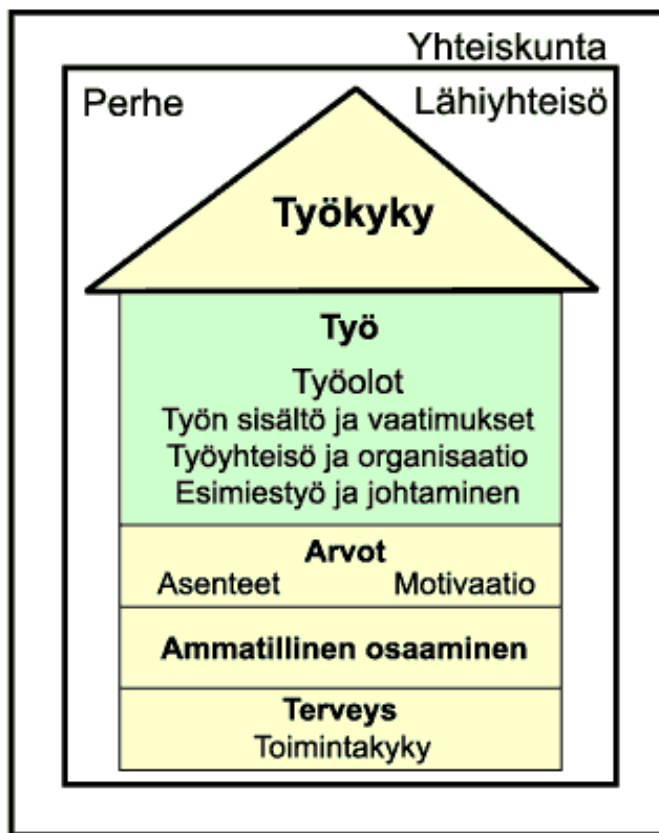 Yhteiskunta
Perhe Lähiyhteisö
Työkyky
Työ
Työolot
Työn sisältö ja vaatimukset
Työyhteisö ja organisaatio
Esimiestyö ja johtaminen
Arvot
Asenteet Motivaatio
Ammatillinen osaaminen
Terveys
Toimintakyky